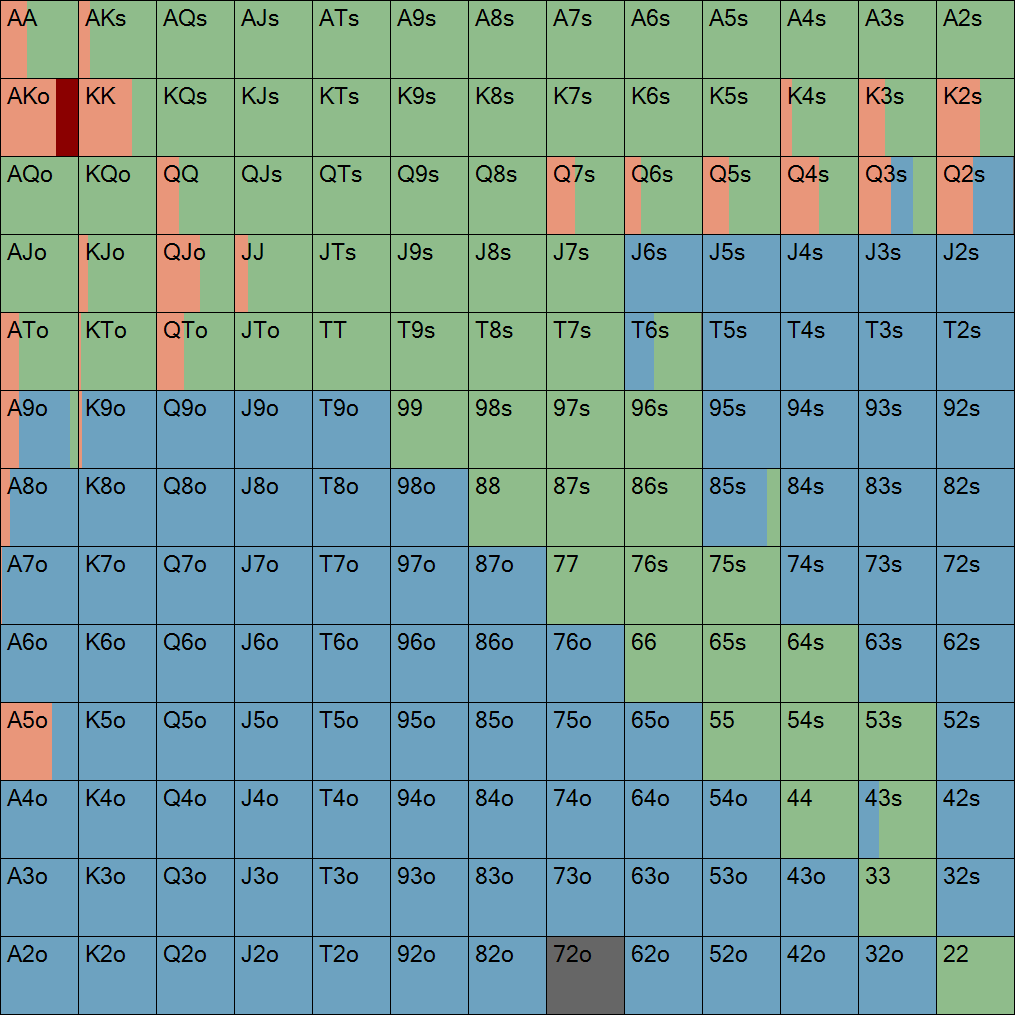 AA AKs AQs AJs ATs A9s A8s A7s A6s A5s A4s A3s A2s
AKo KK KQs KJs KTs K9s K8s K7s K6s K5s K4s K3s K2s
AQo KQo QQ QJs QTs Q9s Q8s Q7s Q6s Q5s Q4s Q3s Q2s
AJo KJo QJo JJ JTs J9s J8s J7s J6s J5s J4s J3s J2s
ATo KTo QTo JTo TT T9s T8s T7s T6s T5s T4s T3s T2s
A9o K9o Q9o J9o T9o 99 98s 97s 96s 95s 94s 93s 92s
A8o K8o Q8o J8o T8o 98o 88 87s 86s 85s 84s 83s 82s
A7o K7o Q7o J7o T7o 97o 87o 77 76s 75s 74s 73s 72s
A6o K6o Q6o J6o T6o 96o 86o 76o 66 65s 64s 63s 62s
A5o K5o Q5o J5o T5o 95o 85o 75o 65o 55 54s 53s 52s
A4o K4o Q4o J4o T4o 94o 84o 74o 64o 54o 44 43s 42s
A3o K3o Q3o J3o T3o 93o 83o 73o 63o 53o 43o 33 32s
A2o K2o Q2o J2o T2o 92o 82o 72o 62o 52o 42o 32o 22